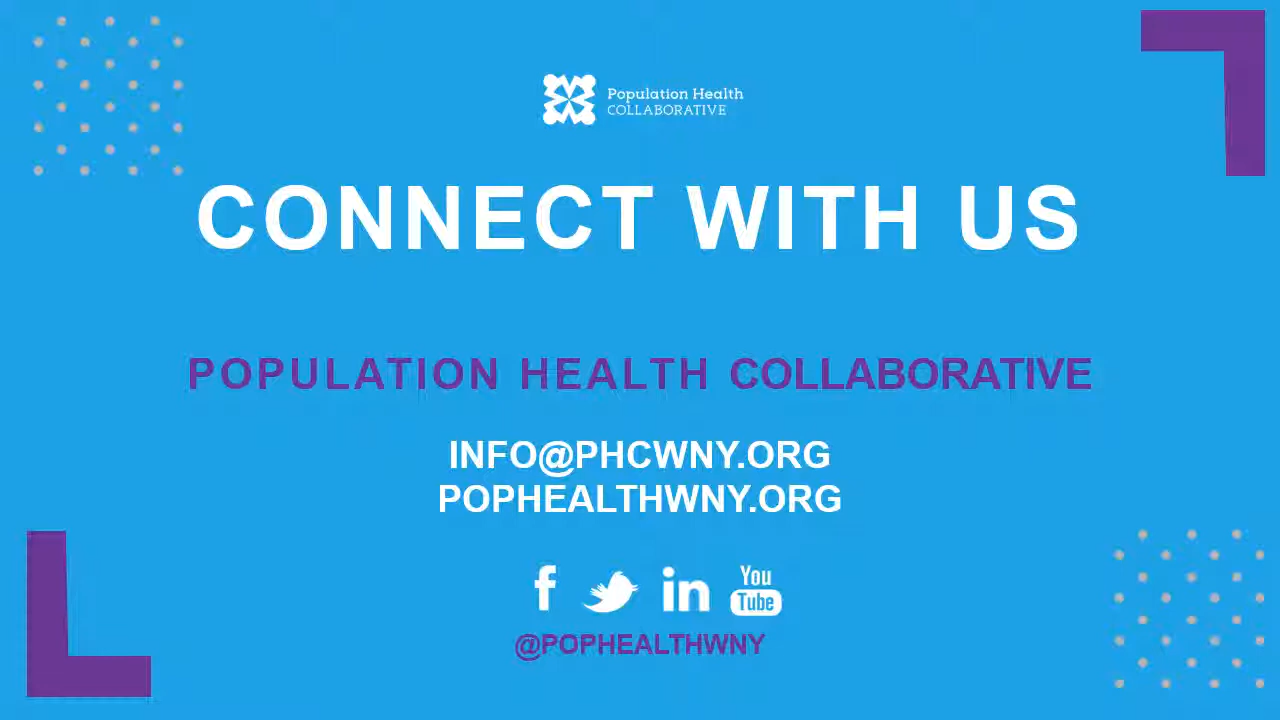 Population Health
COLLABORATIVE
CONNECT WITH US
POPULATION HEALTH COLLABORATIVE
INFO@PHCWNY.ORG
POPHEALTHWNY.ORG
f in You
Tube
@POPHEALTHWNY